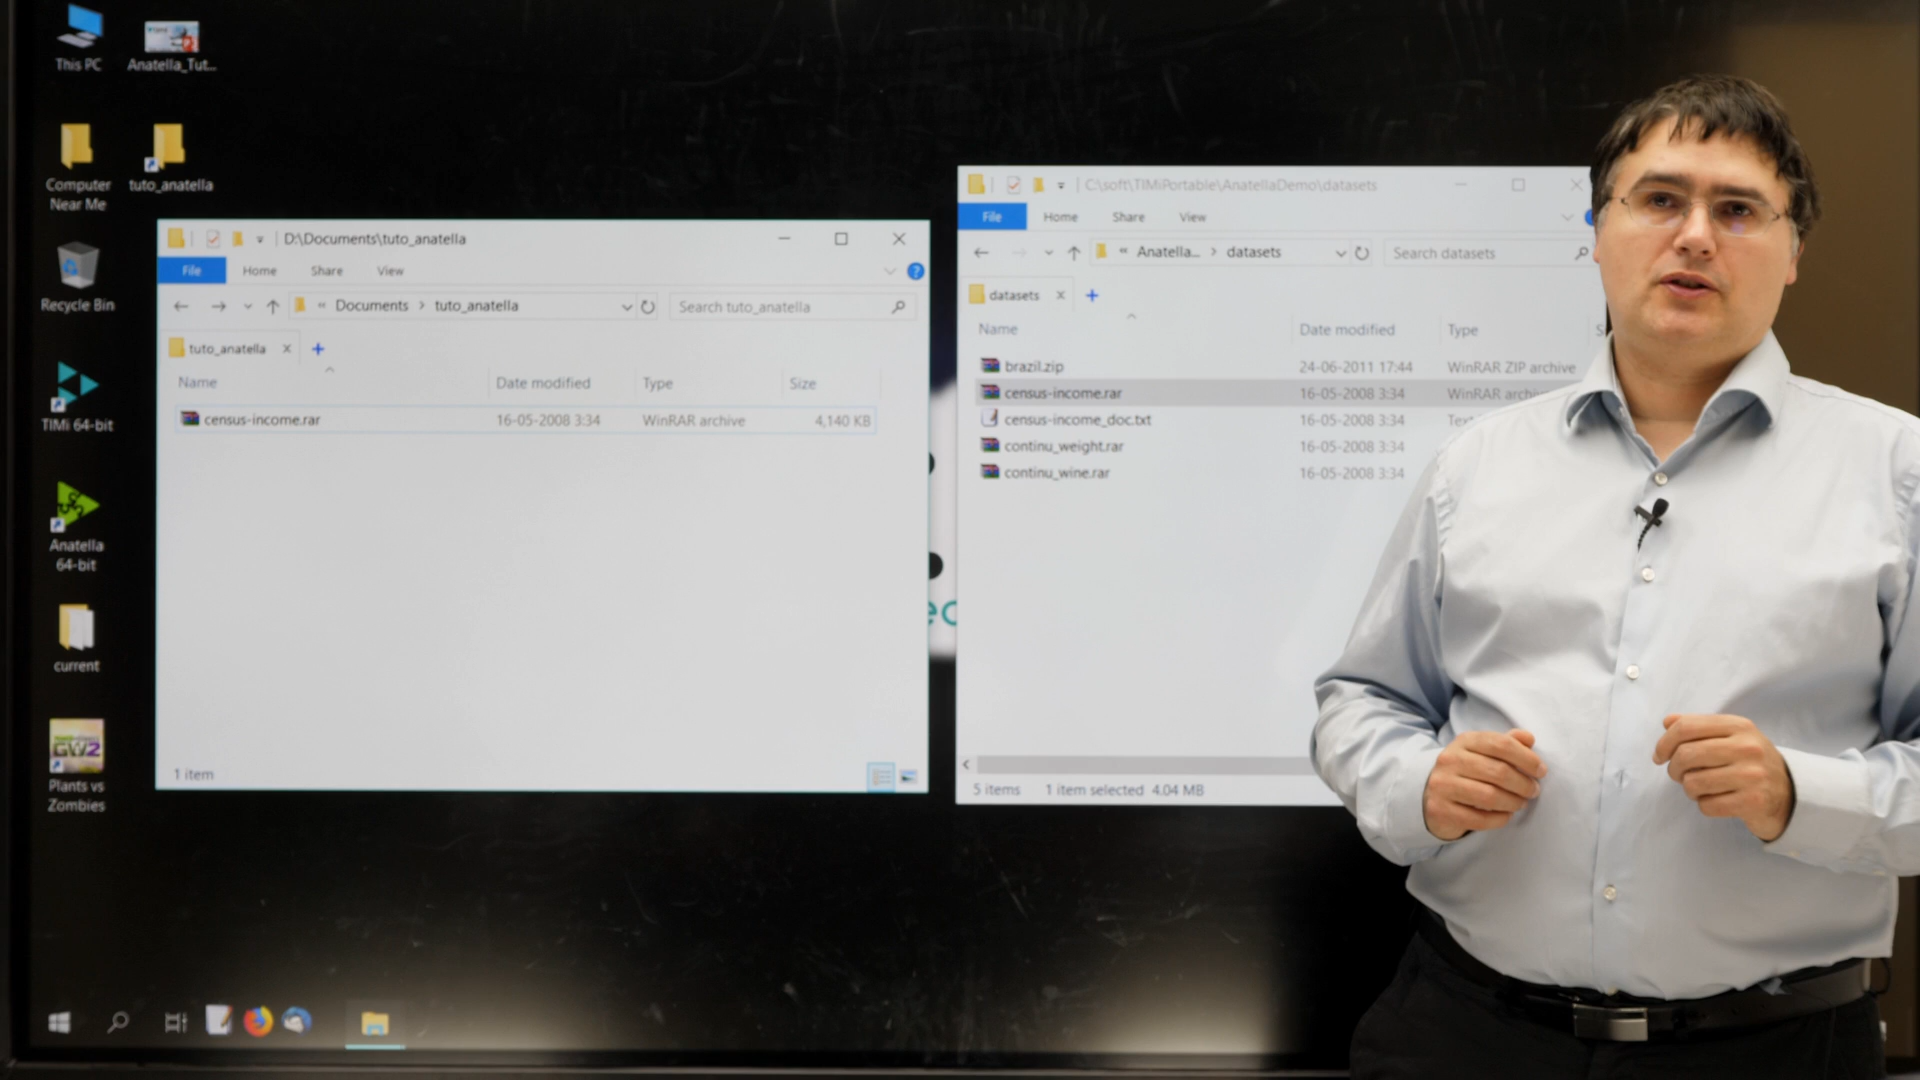 This PC
Anatella_Tut...
Computer
Near Me
tuto_anatella
Recycle Bin
TIMi 64-bit
Anatella
64-bit
current
GW2
Plants vs
Zombies
D:\Documents\tuto_anatella
File Home Share View
« Documents > tuto_anatella
Search tuto_anatella
tuto_anatella
Name Date modified Type Size
census-income.rar 16-05-2008 3:34 WinRAR archive 4,140 KB
1 item
C:\soft\TIMiPortable\AnatellaDemo\datasets
File Home Share View
« Anatella... > datasets
Search datasets
datasets
Name Date modified Type S
brazil.zip 24-06-2011 17:44 WinRAR ZIP archive
census-income.rar 16-05-2008 3:34 WinRAR archiv
census-income_doc.txt 16-05-2008 3:34 Tex
continu_weight.rar 16-05-2008 3:34
continu_wine.rar 16-05-2008 3:34
5 items 1 item selected 4.04 MB